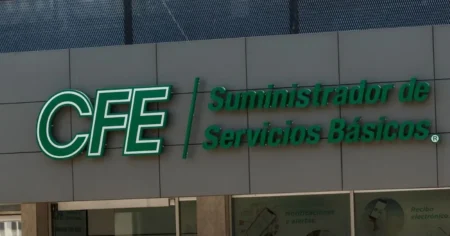 CFE
Suministrador de
Servicios Básicos®